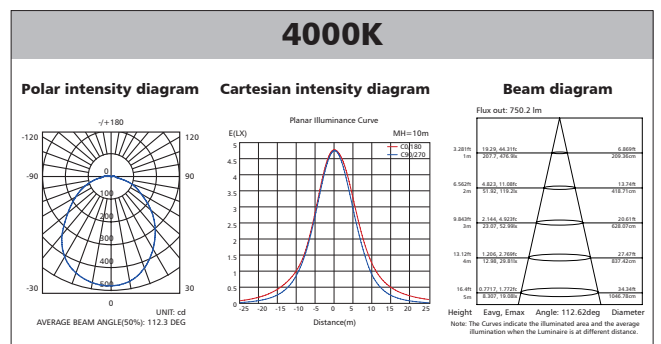 4000K
Polar intensity diagram
Cartesian intensity diagram
Beam diagram
-/+180
-120
120
-90
90
0
100
200
300
400
500
-30
30
0
UNIT: cd
AVERAGE BEAM ANGLE(50%): 112.3 DEG
Planar Illuminance Curve
E(LX)
MH=10m
C0/180
C90/270
5
4.5
4
3.5
3
2.5
2
1.5
1
0.5
0
-25 -20 -15 -10 -5 0 5 10 15 20 25
Distance(m)
Flux out: 750.2 lm
3.281ft 19.29, 44.31fc 6.869ft
1m 207.7, 476.9lx 209.36cm
6.562ft 4.823, 11.08fc 13.74ft
2m 51.92, 119.2lx 418.71cm
9.843ft 2.144, 4.923fc 20.61ft
3m 23.07, 52.99lx 628.07cm
13.12ft 1.206, 2.769fc 27.47ft
4m 12.98, 29.81lx 837.42cm
16.4ft 0.7717, 1.772fc 34.34ft
5m 8.307, 19.08lx 1046.78cm
Height Eavg, Emax Angle: 112.62deg Diameter
Note: The Curves indicate the illuminated area and the average
illumination when the Luminaire is at different distance.